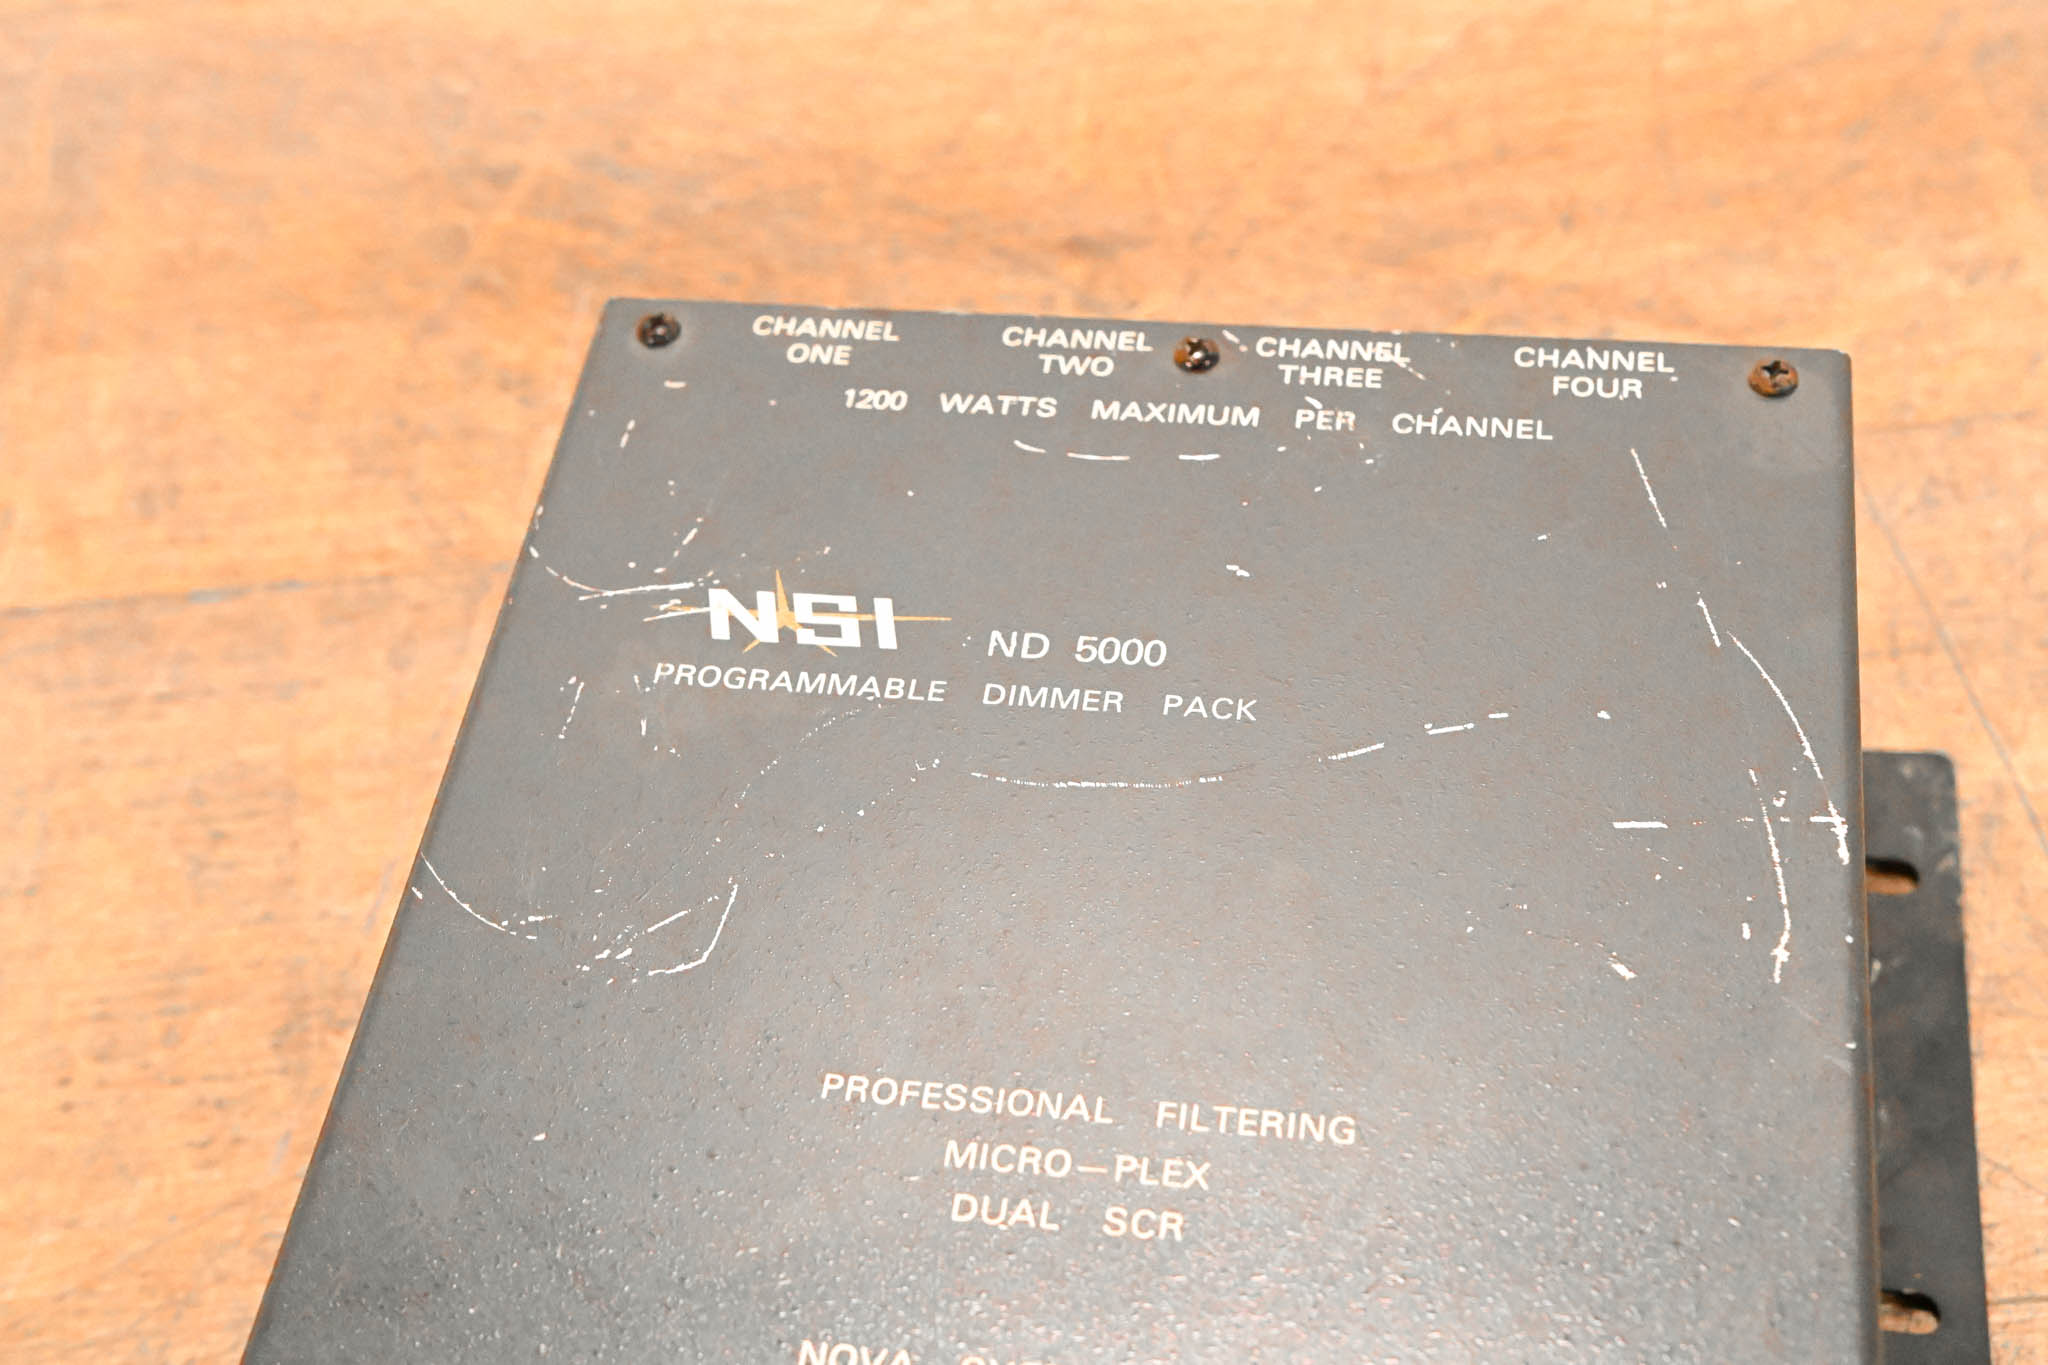 CHANNEL ONE CHANNEL TWO CHANNEL THREE CHANNEL FOUR
1200 WATTS MAXIMUM PER CHANNEL
NSI ND 5000
PROGRAMMABLE DIMMER PACK
PROFESSIONAL FILTERING
MICRO-PLEX
DUAL SCR
NOVA